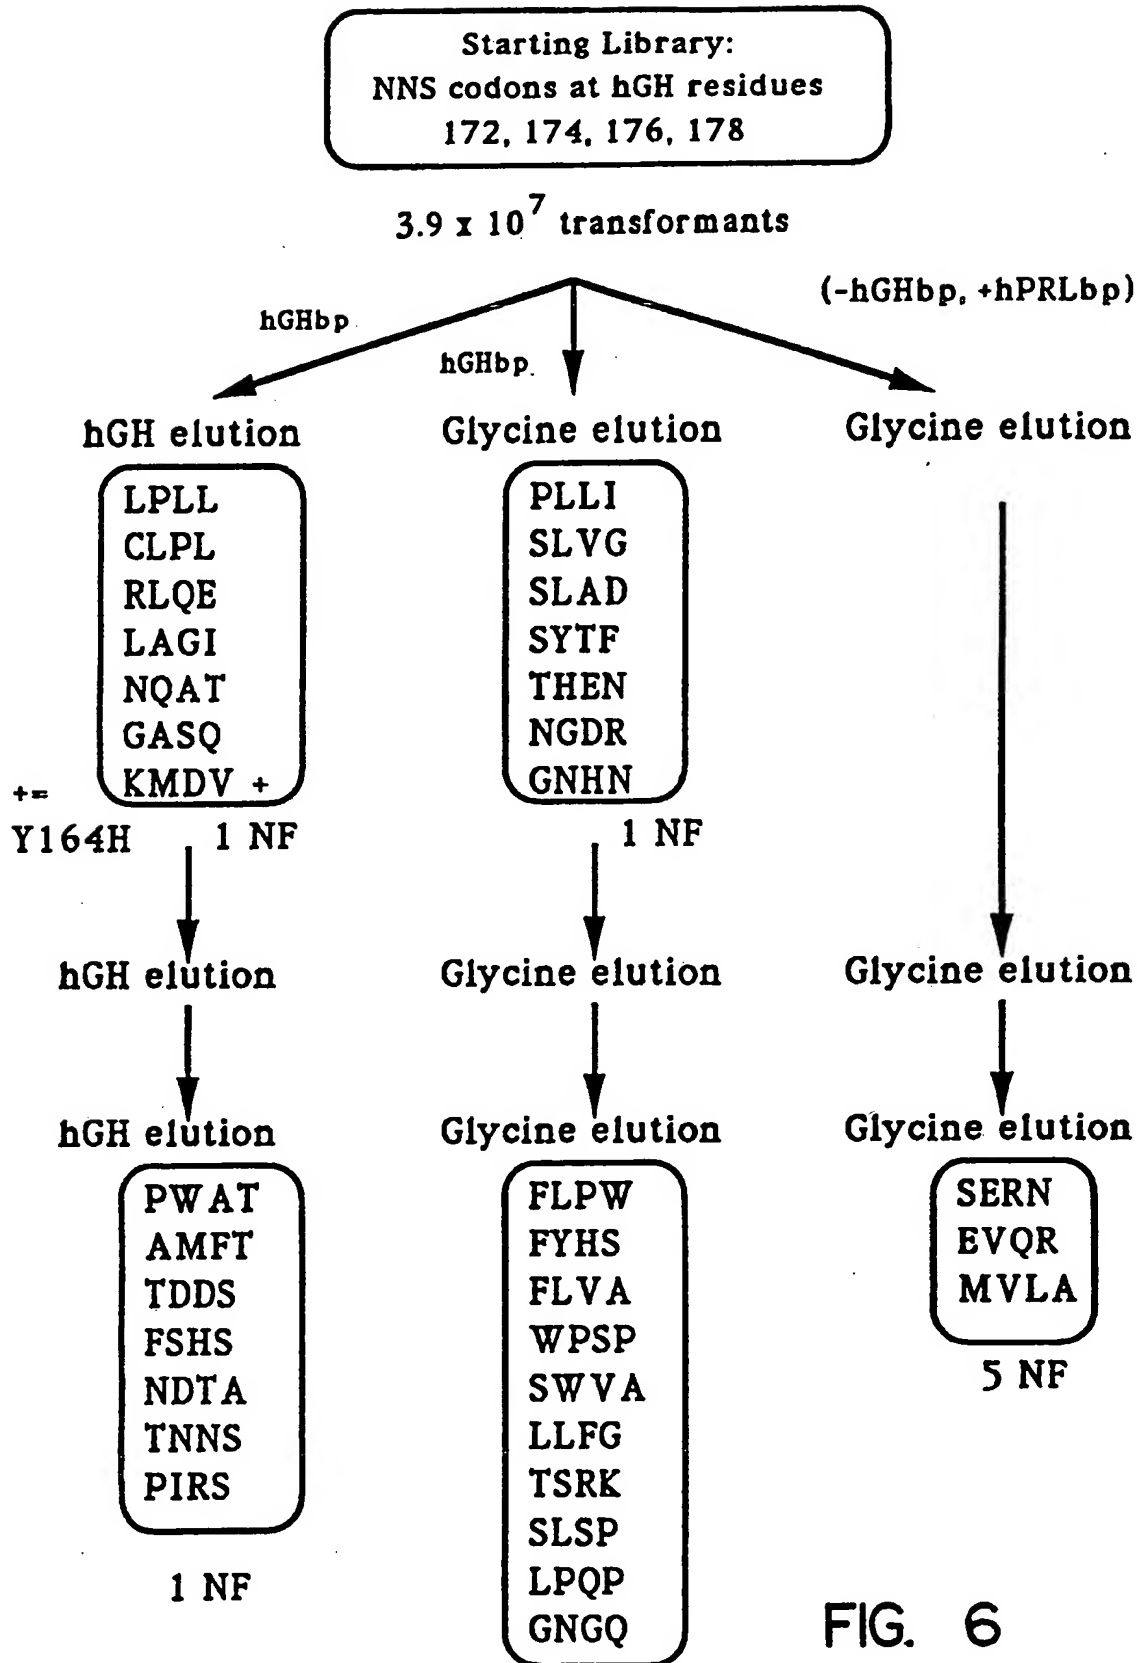 Starting Library:
NNS codons at hGH residues
172, 174, 176, 178
3.9 x 10^7 transformants
(-hGHbp, +hPRLbp)
hGHbp
hGHbp.
hGH elution
Glycine elution
Glycine elution
LPLL
CLPL
RLQE
LAGI
NQAT
GASQ
KMDV +
+=
Y164H
1 NF
PLLI
SLVG
SLAD
SYTF
THEN
NGDR
GNHN
1 NF
hGH elution
Glycine elution
Glycine elution
hGH elution
Glycine elution
Glycine elution
PWAT
AMFT
TDDS
FSHS
NDTA
TNNS
PIRS
1 NF
FLPW
FYHS
FLVA
WPSP
SWVA
LLFG
TSRK
SLSP
LPQP
GNGQ
SERN
EVQR
MVLA
5 NF
FIG. 6